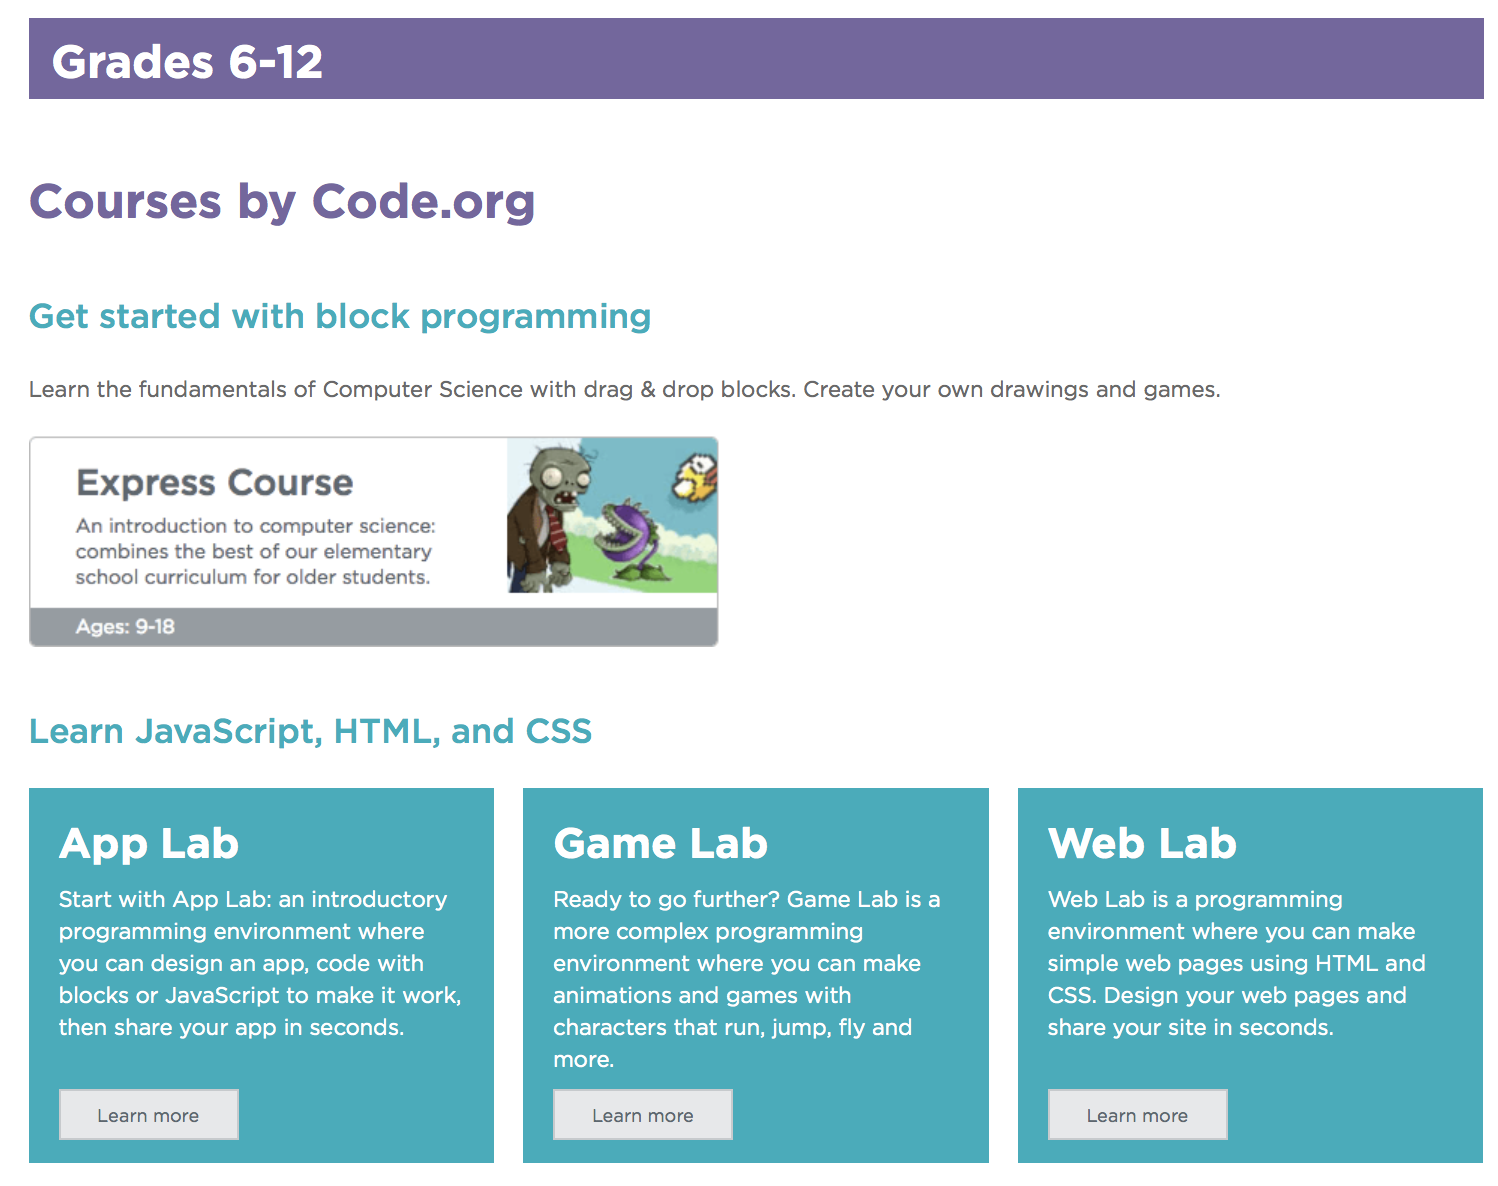 Grades 6-12
Courses by Code.org
Get started with block programming
Learn the fundamentals of Computer Science with drag & drop blocks. Create your own drawings and games.
Express Course
An introduction to computer science:
combines the best of our elementary
school curriculum for older students.
Ages: 9-18
Learn JavaScript, HTML, and CSS
App Lab
Start with App Lab: an introductory
programming environment where
you can design an app, code with
blocks or JavaScript to make it work,
then share your app in seconds.
Learn more
Game Lab
Ready to go further? Game Lab is a
more complex programming
environment where you can make
animations and games with
characters that run, jump, fly and
more.
Learn more
Web Lab
Web Lab is a programming
environment where you can make
simple web pages using HTML and
CSS. Design your web pages and
share your site in seconds.
Learn more